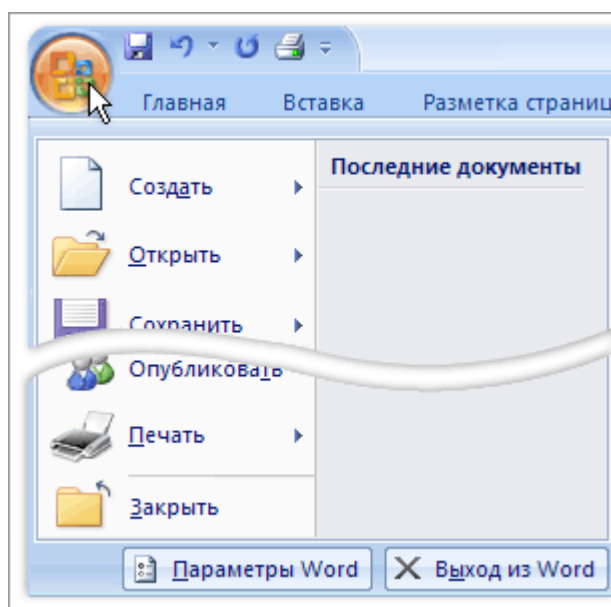 Главная Вставка Разметка страниц
Последние документы
Создать
Открыть
Сохранить
Опубликовать
Печать
Закрыть
Параметры Word Выход из Word